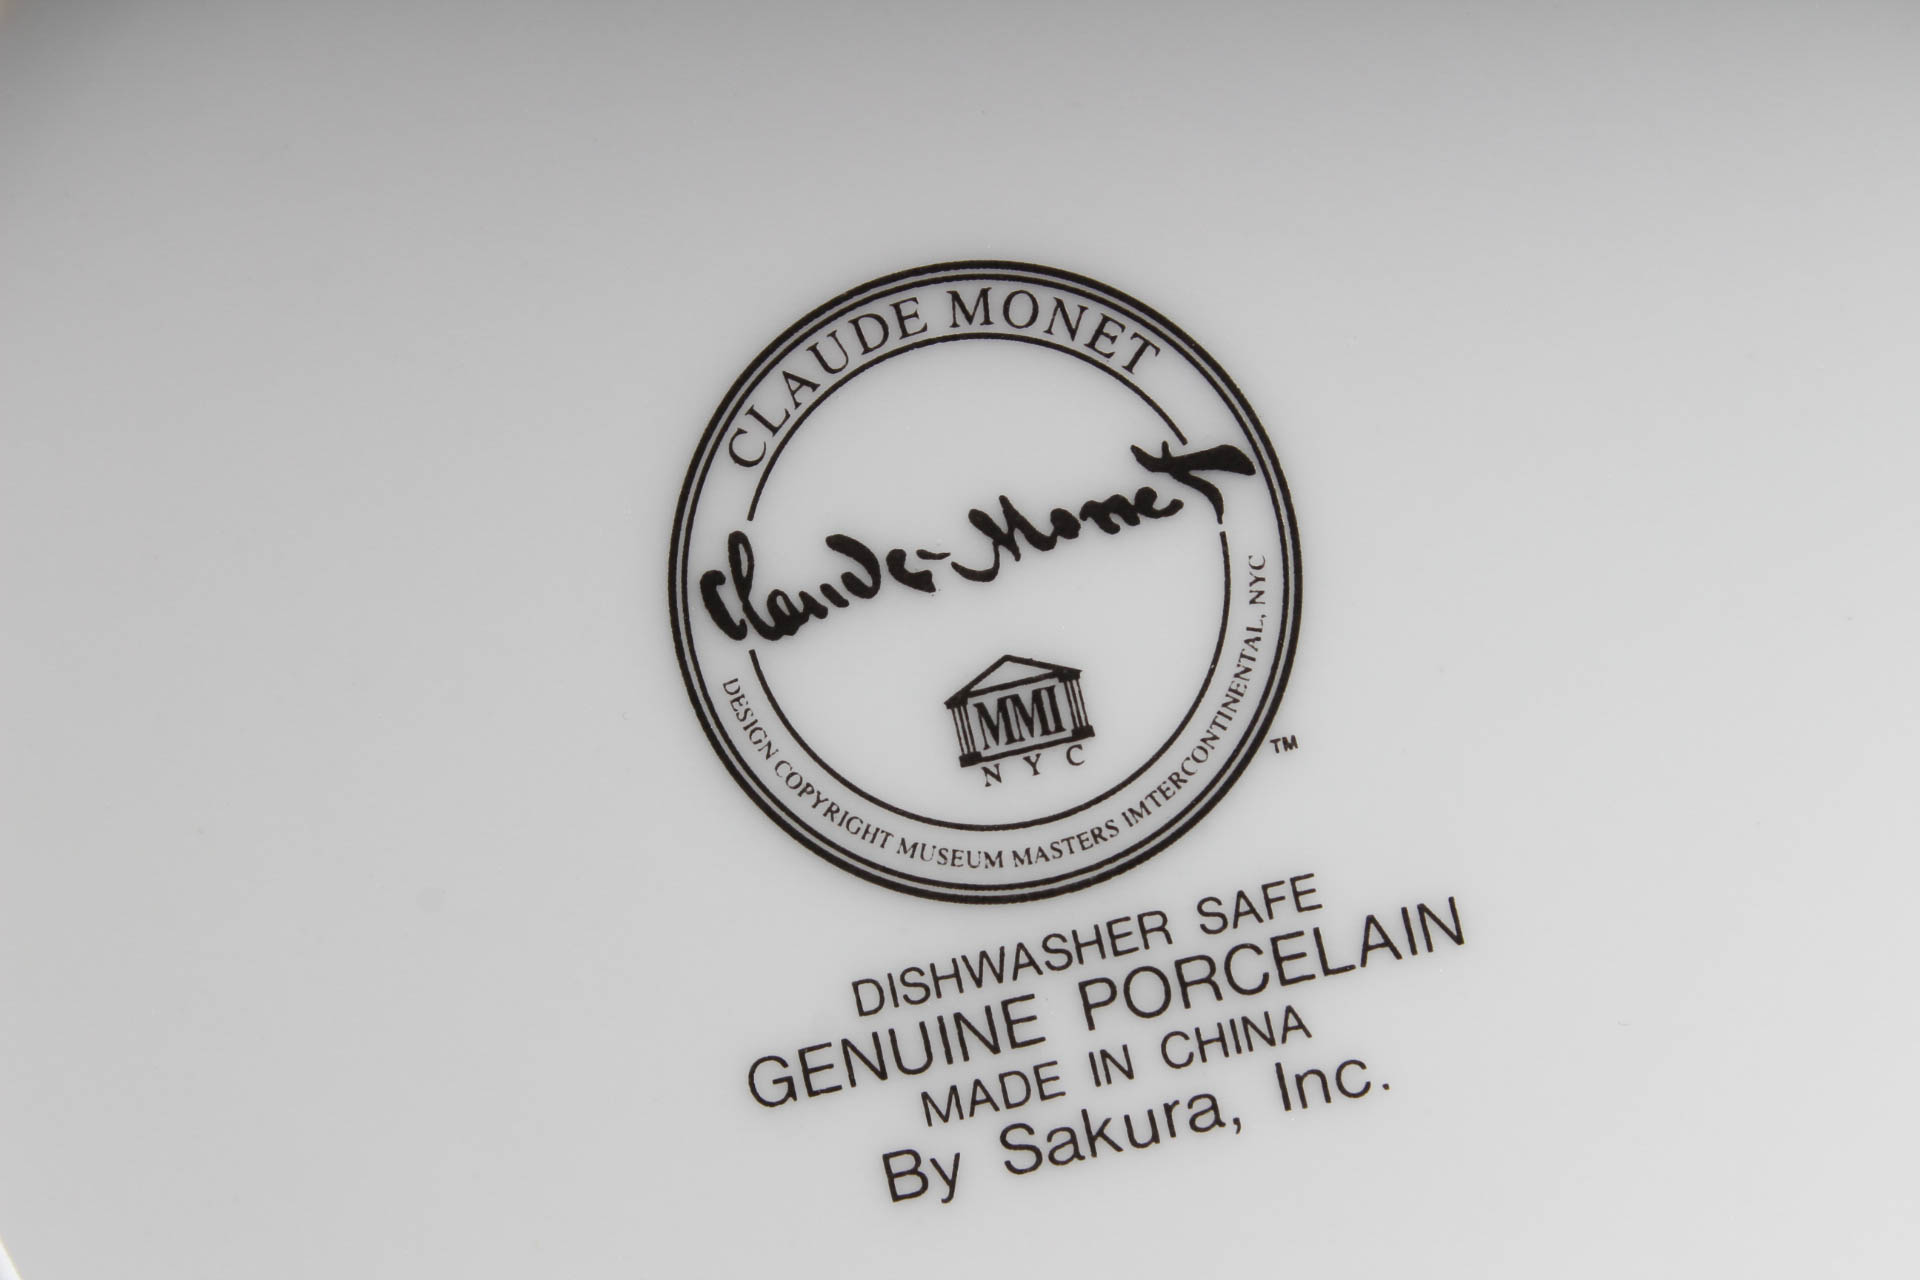 CLAUDE MONET
Claude Monet
MMI
NYC
DESIGN COPYRIGHT MUSEUM MASTERS IMTERCONTINENTAL, NYC
TM
DISHWASHER SAFE
GENUINE PORCELAIN
MADE IN CHINA
By Sakura, Inc.